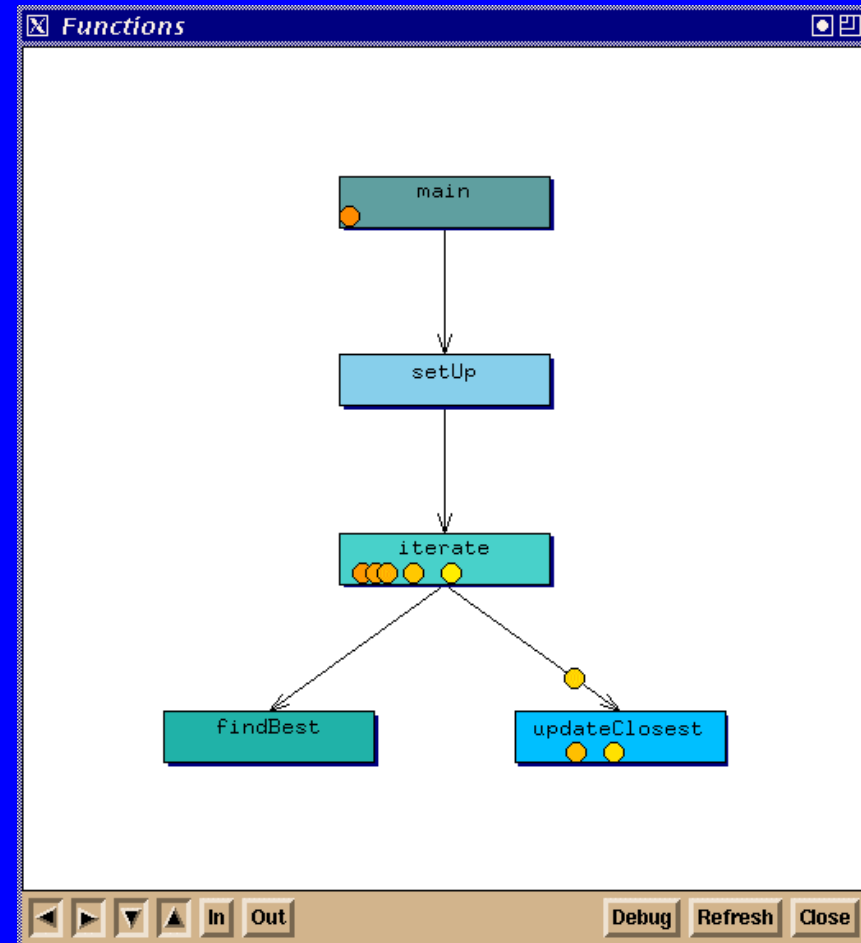 Functions
main
setUp
iterate
findBest
updateClosest
In Out Debug Refresh Close